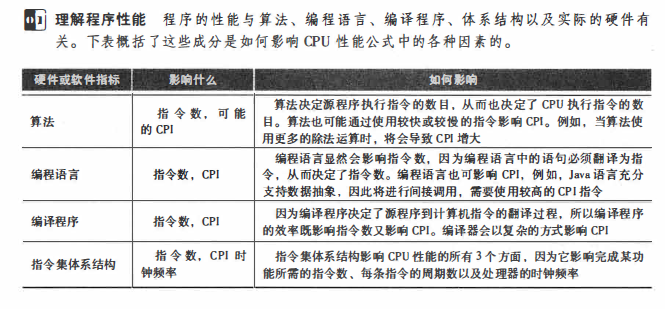 理解程序性能 程序的性能与算法、编程语言、编译程序、体系结构以及实际的硬件有
关。下表概括了这些成分是如何影响 CPU 性能公式中的各种因素的。
硬件或软件指标 影响什么 如何影响
算法
指令数，可能
的 CPI
算法决定源程序执行指令的数目，从而也决定了 CPU 执行指令的数
目。算法也可能通过使用较快或较慢的指令影响 CPI。例如，当算法使
用更多的除法运算时，将会导致 CPI 增大
编程语言
指令数，CPI
编程语言显然会影响指令数，因为编程语言中的语句必须翻译为指
令，从而决定了指令数。编程语言也可影响 CPI，例如，Java 语言充分
支持数据抽象，因此将进行间接调用，需要使用较高的 CPI 指令
编译程序
指令数，CPI
因为编译程序决定了源程序到计算机指令的翻译过程，所以编译程序
的效率既影响指令数又影响 CPI。编译器会以复杂的方式影响 CPI
指令集体系结构
指令数，CPI 时
钟频率
指令集体系结构影响 CPU 性能的所有 3 个方面，因为它影响完成某功
能所需的指令数、每条指令的周期数以及处理器的时钟频率